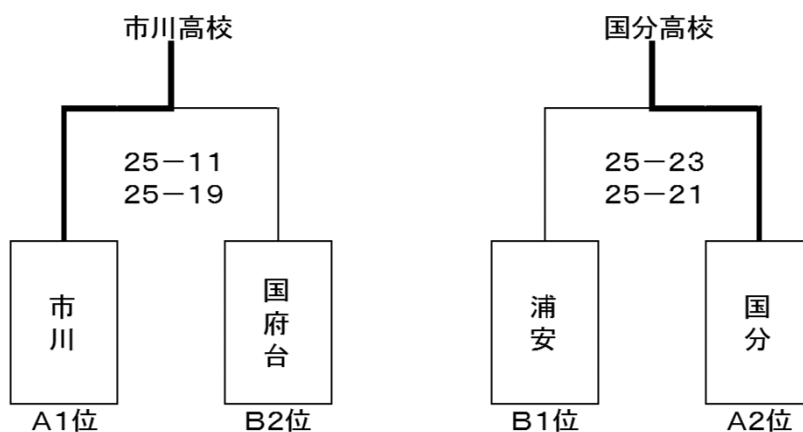 市川高校
国分高校
25－11
25－19
25－23
25－21
市川
国府台
浦安
国分
A1位
B2位
B1位
A2位